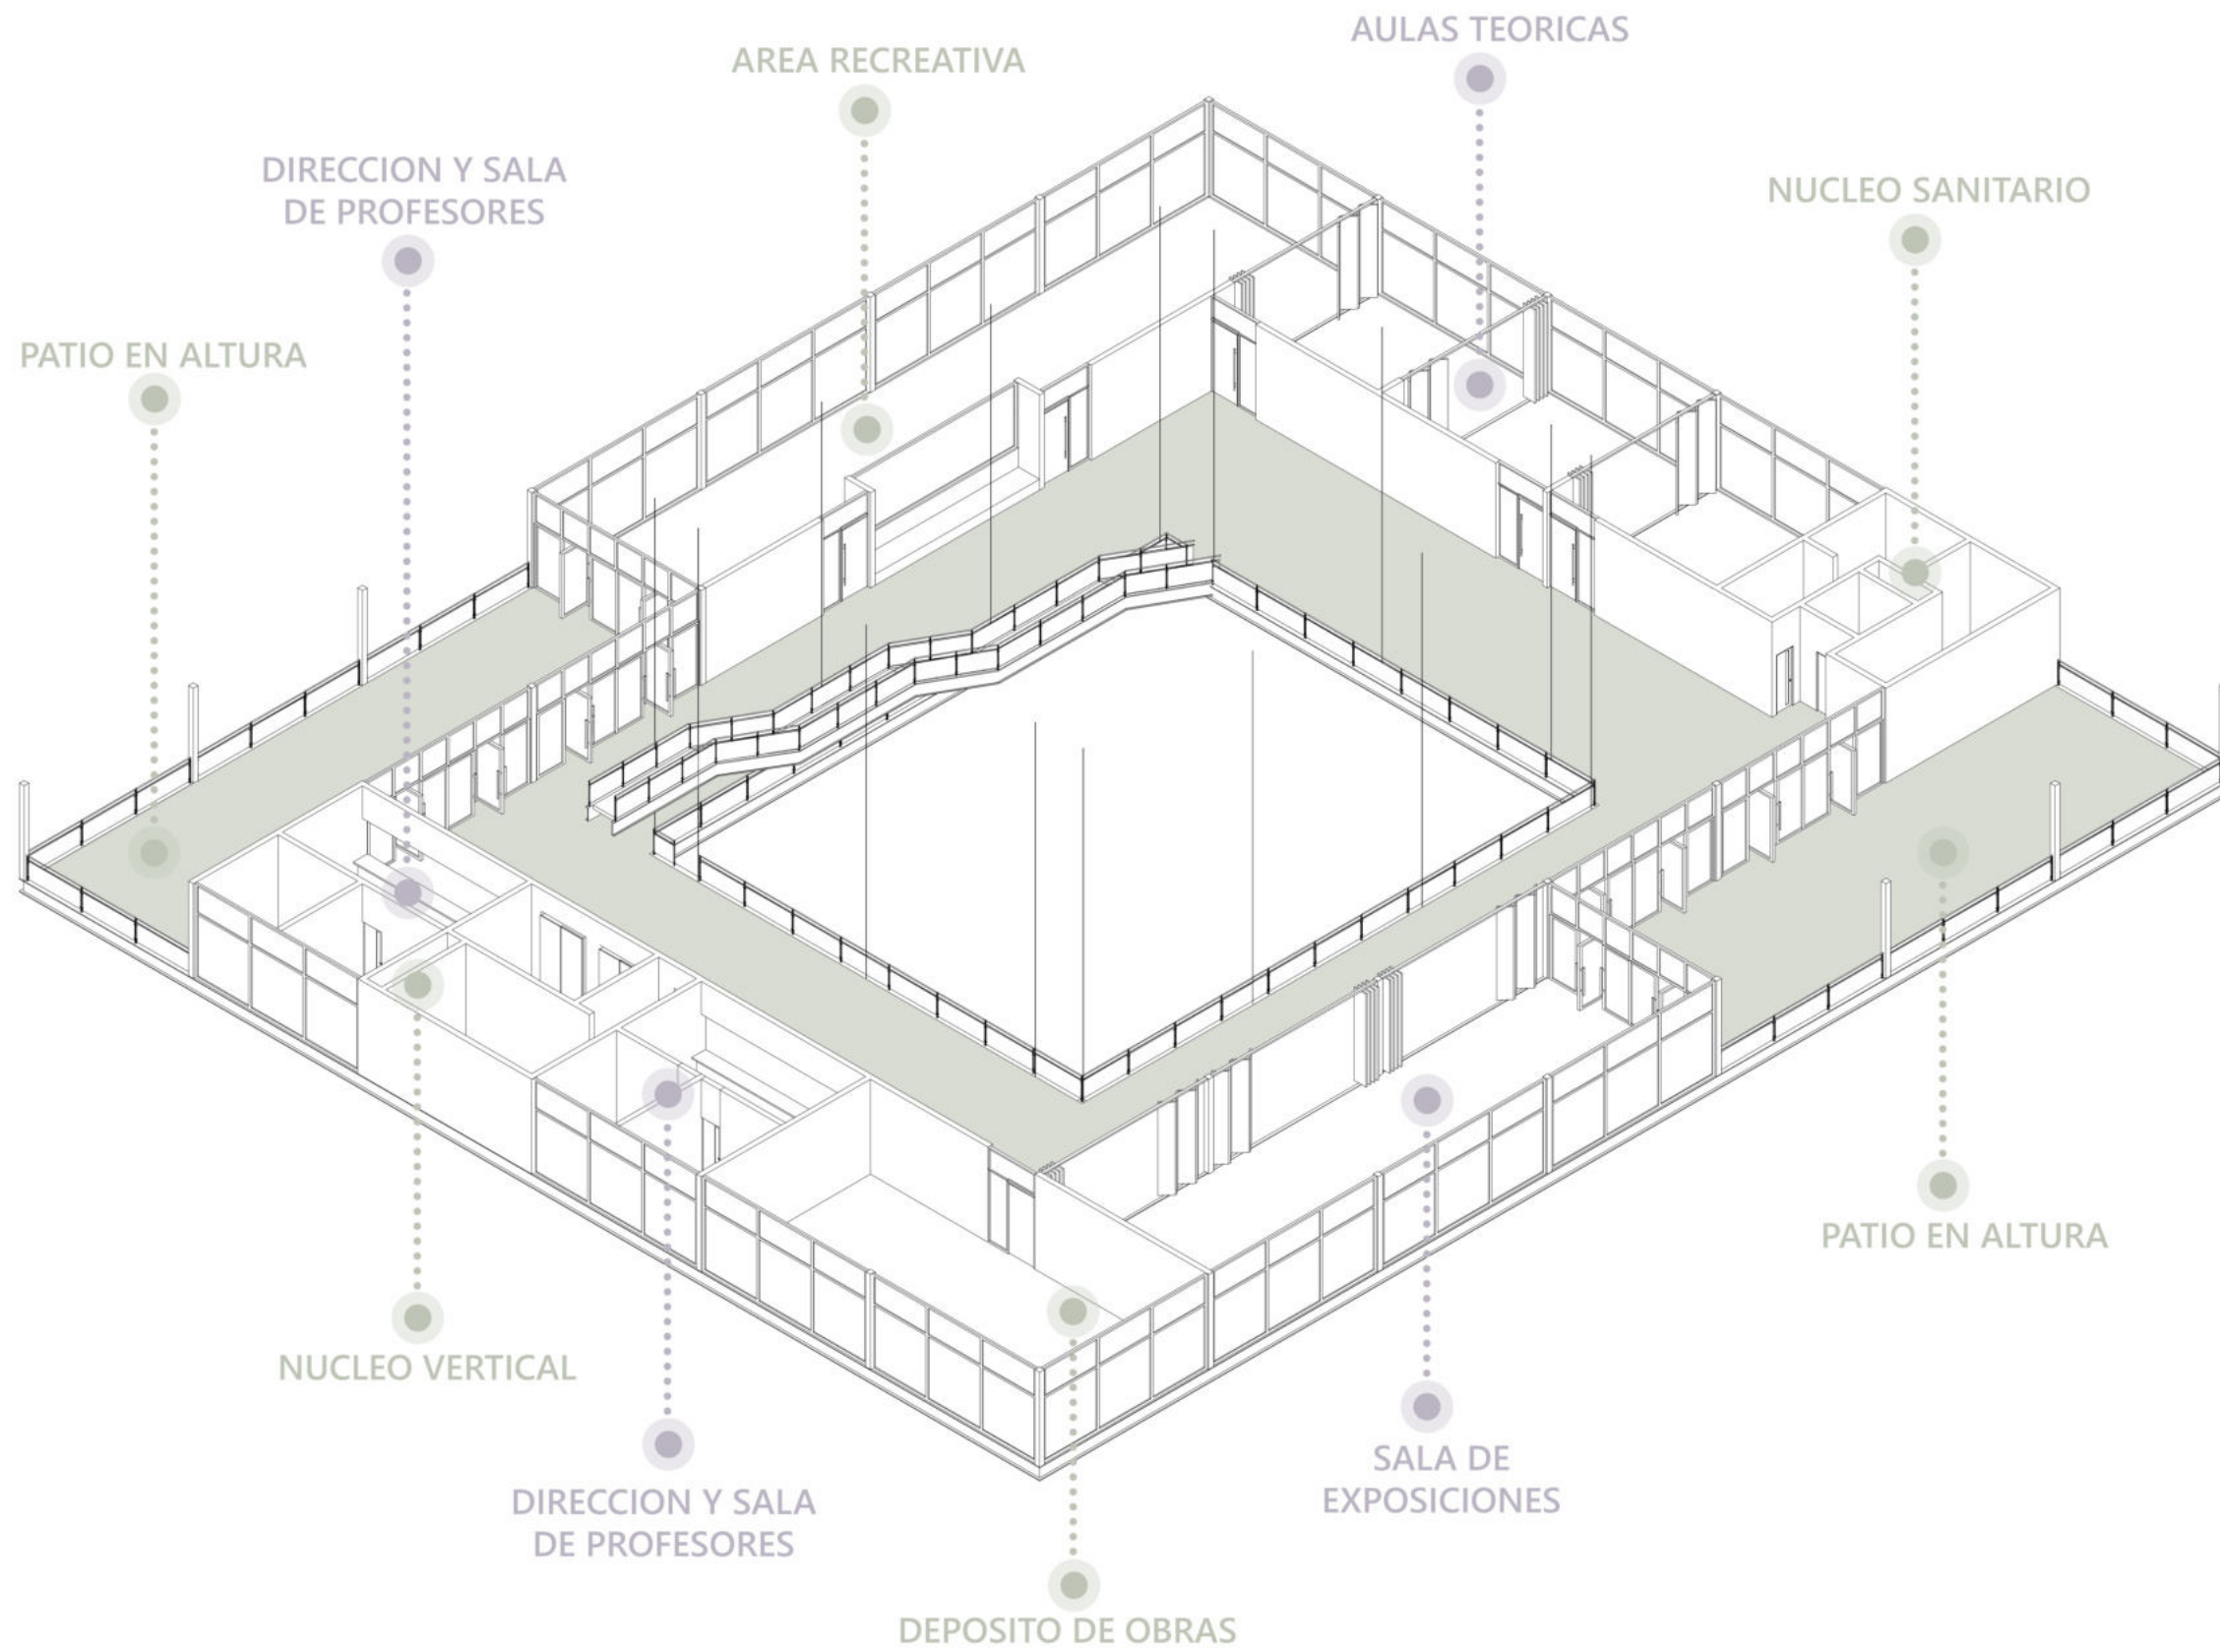 AULAS TEORICAS
AREA RECREATIVA
DIRECCION Y SALA
DE PROFESORES
NUCLEO SANITARIO
PATIO EN ALTURA
PATIO EN ALTURA
NUCLEO VERTICAL
SALA DE
EXPOSICIONES
DIRECCION Y SALA
DE PROFESORES
DEPOSITO DE OBRAS